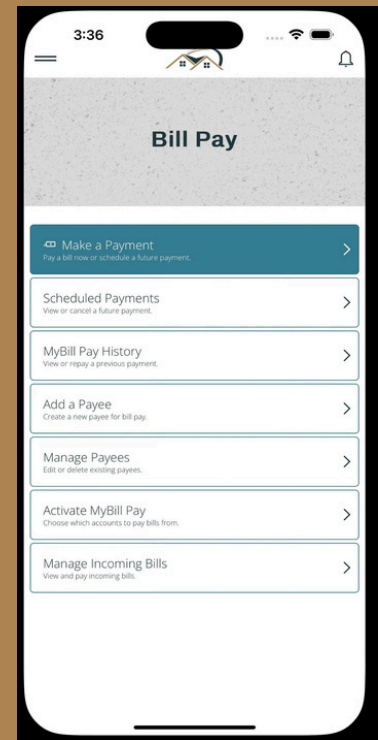 3:36
Bill Pay
Make a Payment
Pay a bill now or schedule a future payment.
Scheduled Payments
View or cancel a future payment.
MyBill Pay History
View or repay a previous payment.
Add a Payee
Create a new payee for bill pay.
Manage Payees
Edit or delete existing payees.
Activate MyBill Pay
Choose which accounts to pay bills from.
Manage Incoming Bills
View and pay incoming bills.